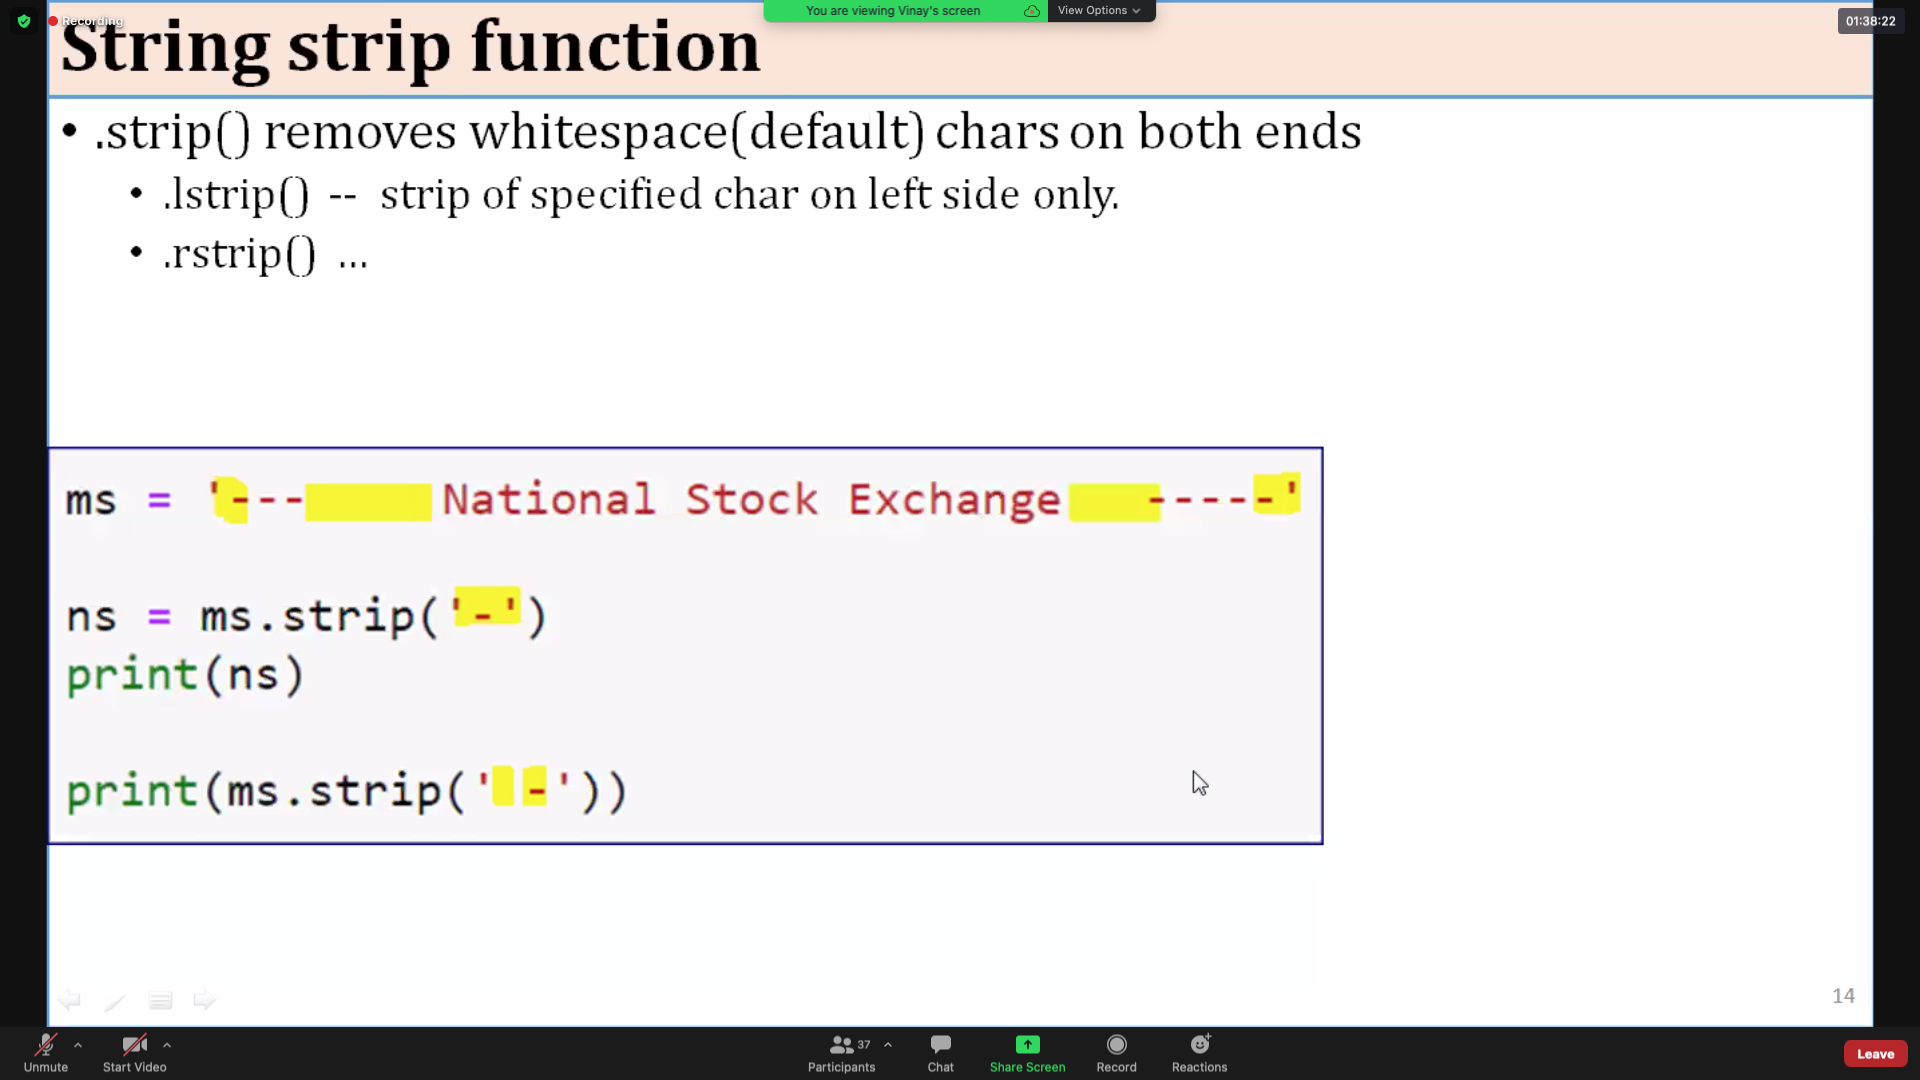 Recording
You are viewing Vinay's screen
View Options
01:38:22
String strip function
• .strip() removes whitespace(default) chars on both ends
• .lstrip() -- strip of specified char on left side only.
• .rstrip() ...
ms = '---     National Stock Exchange   -----'
ns = ms.strip('-')
print(ns)
print(ms.strip(' -'))
14
Unmute
Start Video
37
Participants
Chat
Share Screen
Record
Reactions
Leave